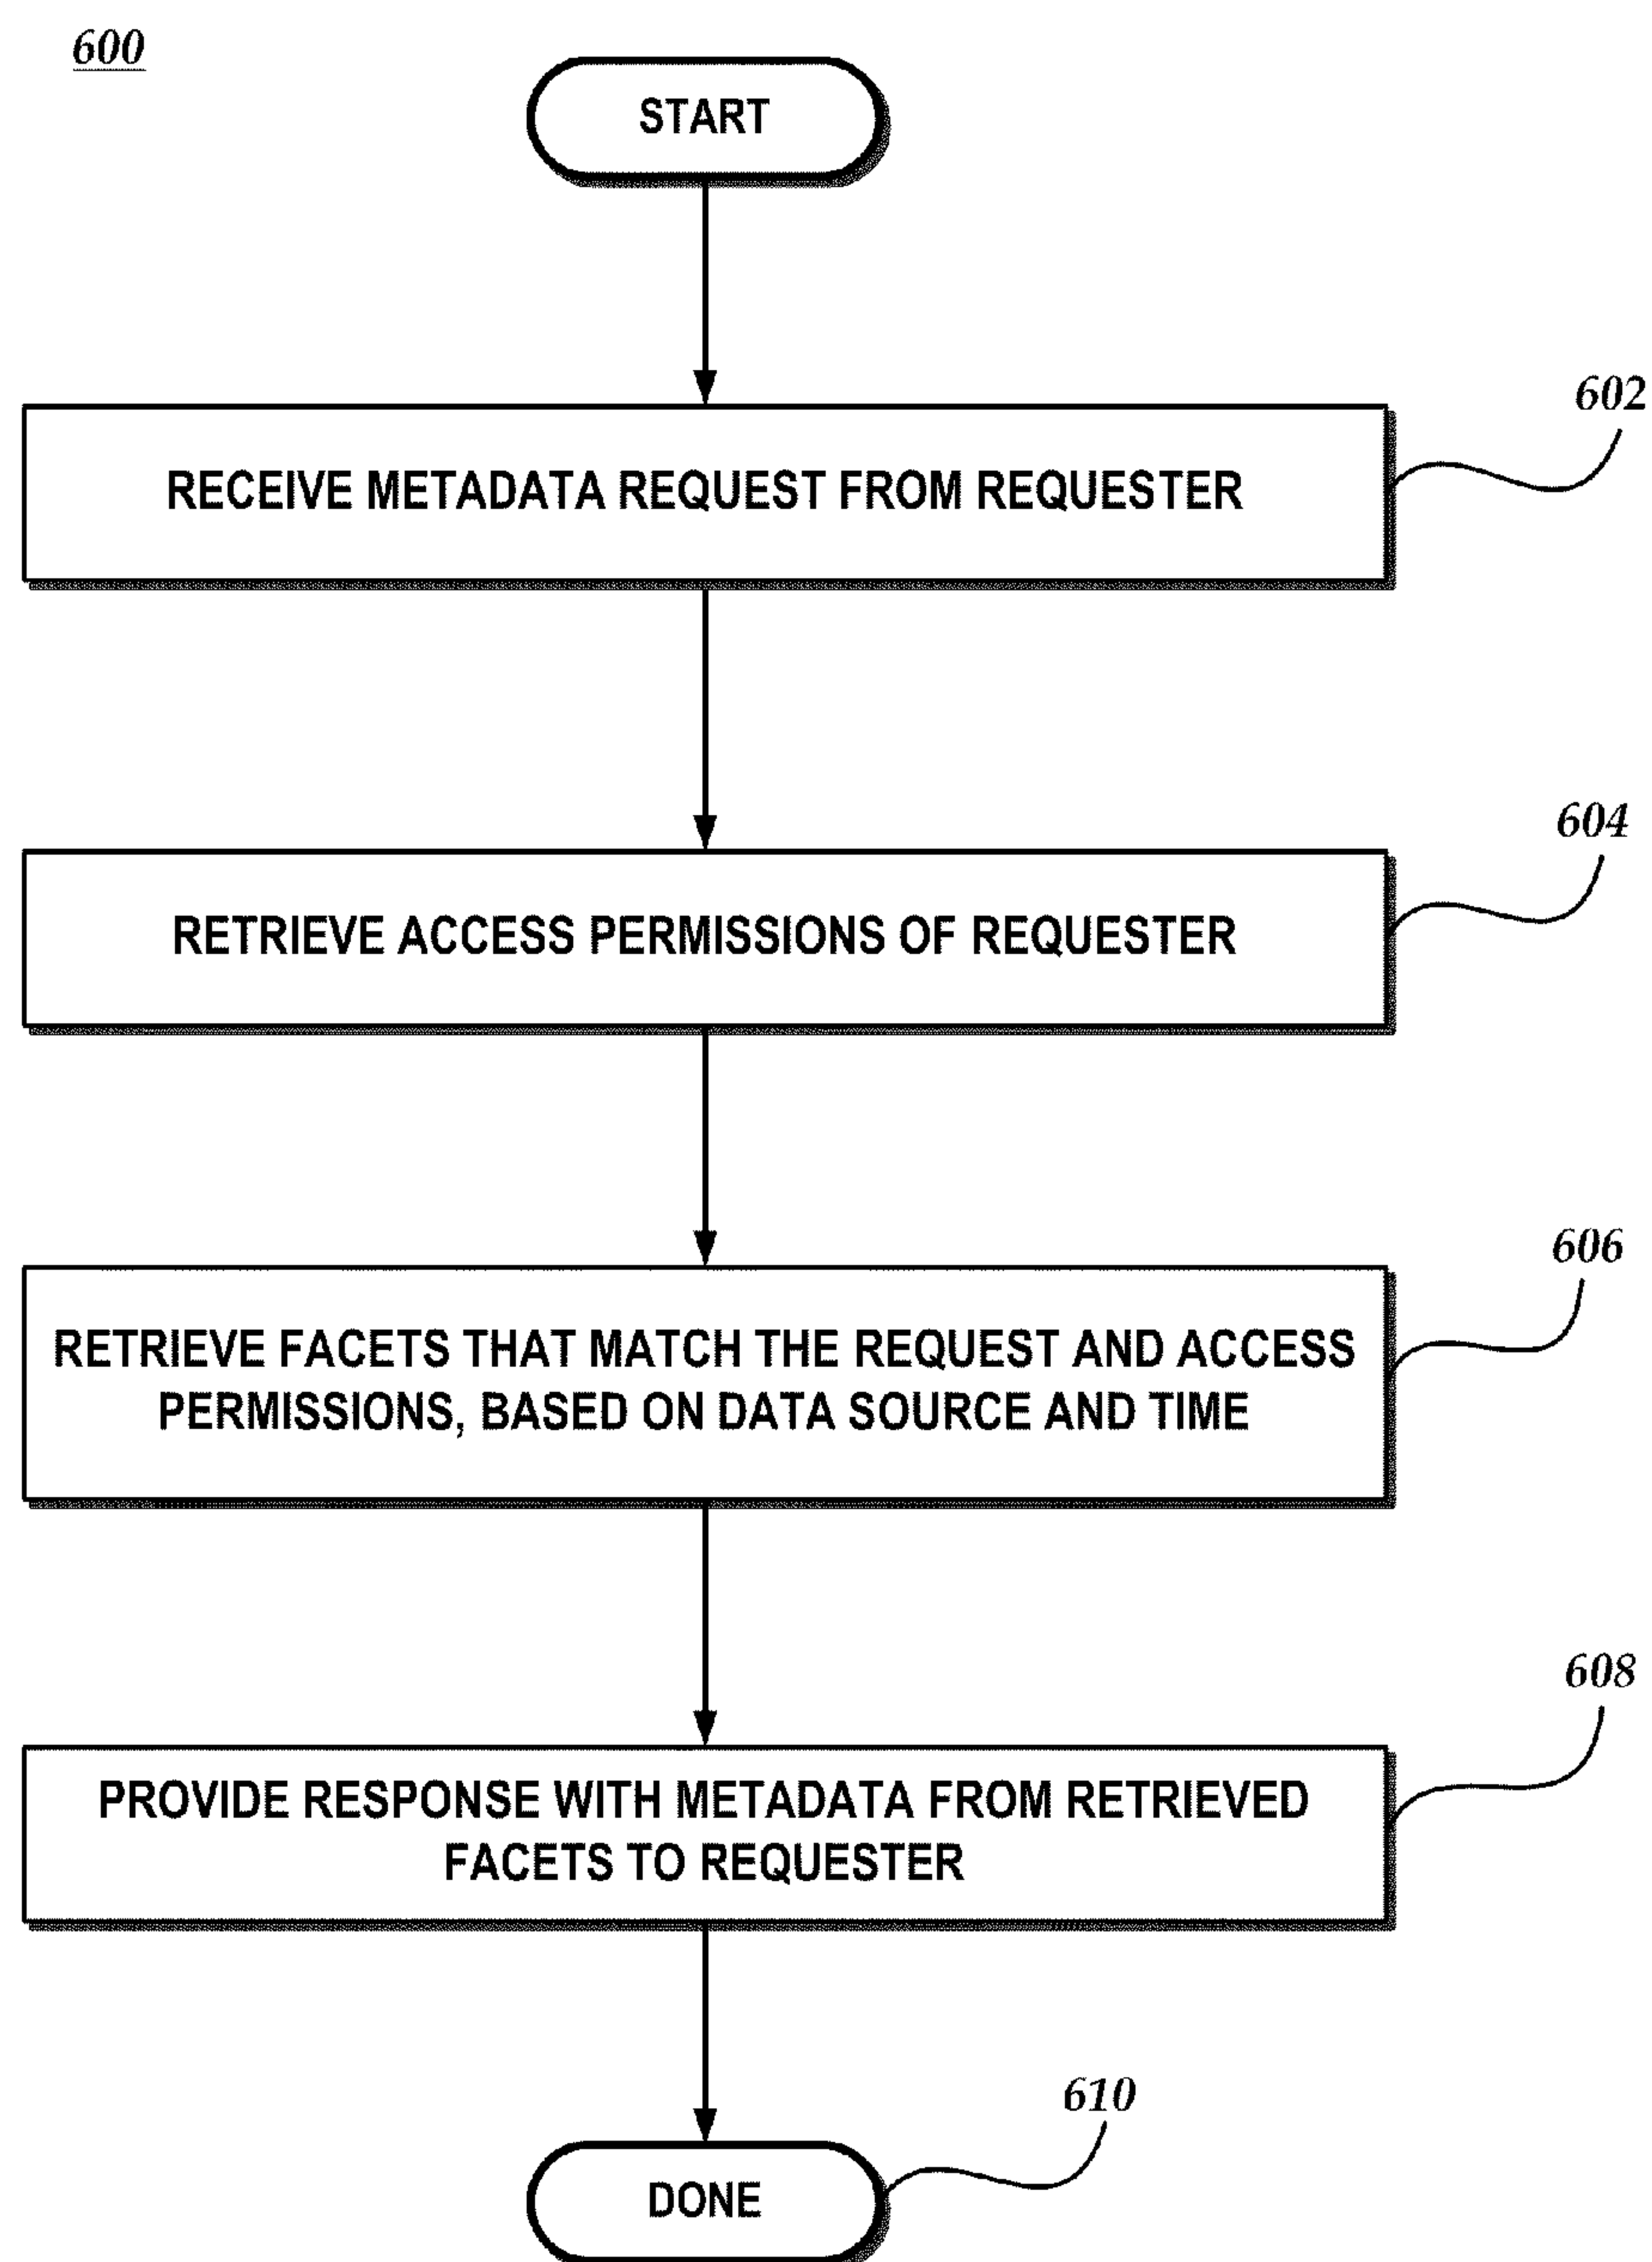 600
START
RECEIVE METADATA REQUEST FROM REQUESTER
602
RETRIEVE ACCESS PERMISSIONS OF REQUESTER
604
RETRIEVE FACETS THAT MATCH THE REQUEST AND ACCESS
PERMISSIONS, BASED ON DATA SOURCE AND TIME
606
PROVIDE RESPONSE WITH METADATA FROM RETRIEVED
FACETS TO REQUESTER
608
DONE
610